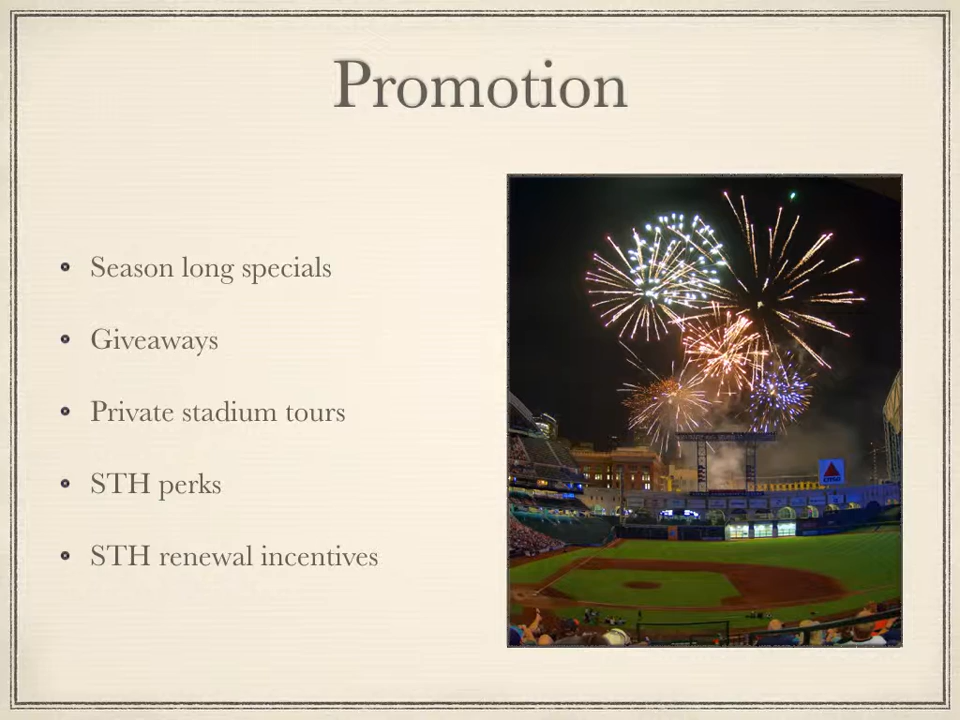 Promotion
Season long specials
Giveaways
Private stadium tours
STH perks
STH renewal incentives